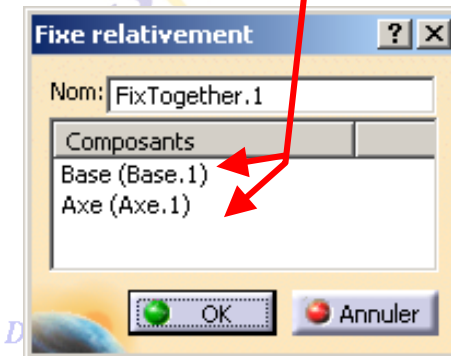 Fixe relativement
Nom: FixTogether.1
Composants
Base (Base.1)
Axe (Axe.1)
OK Annuler
D